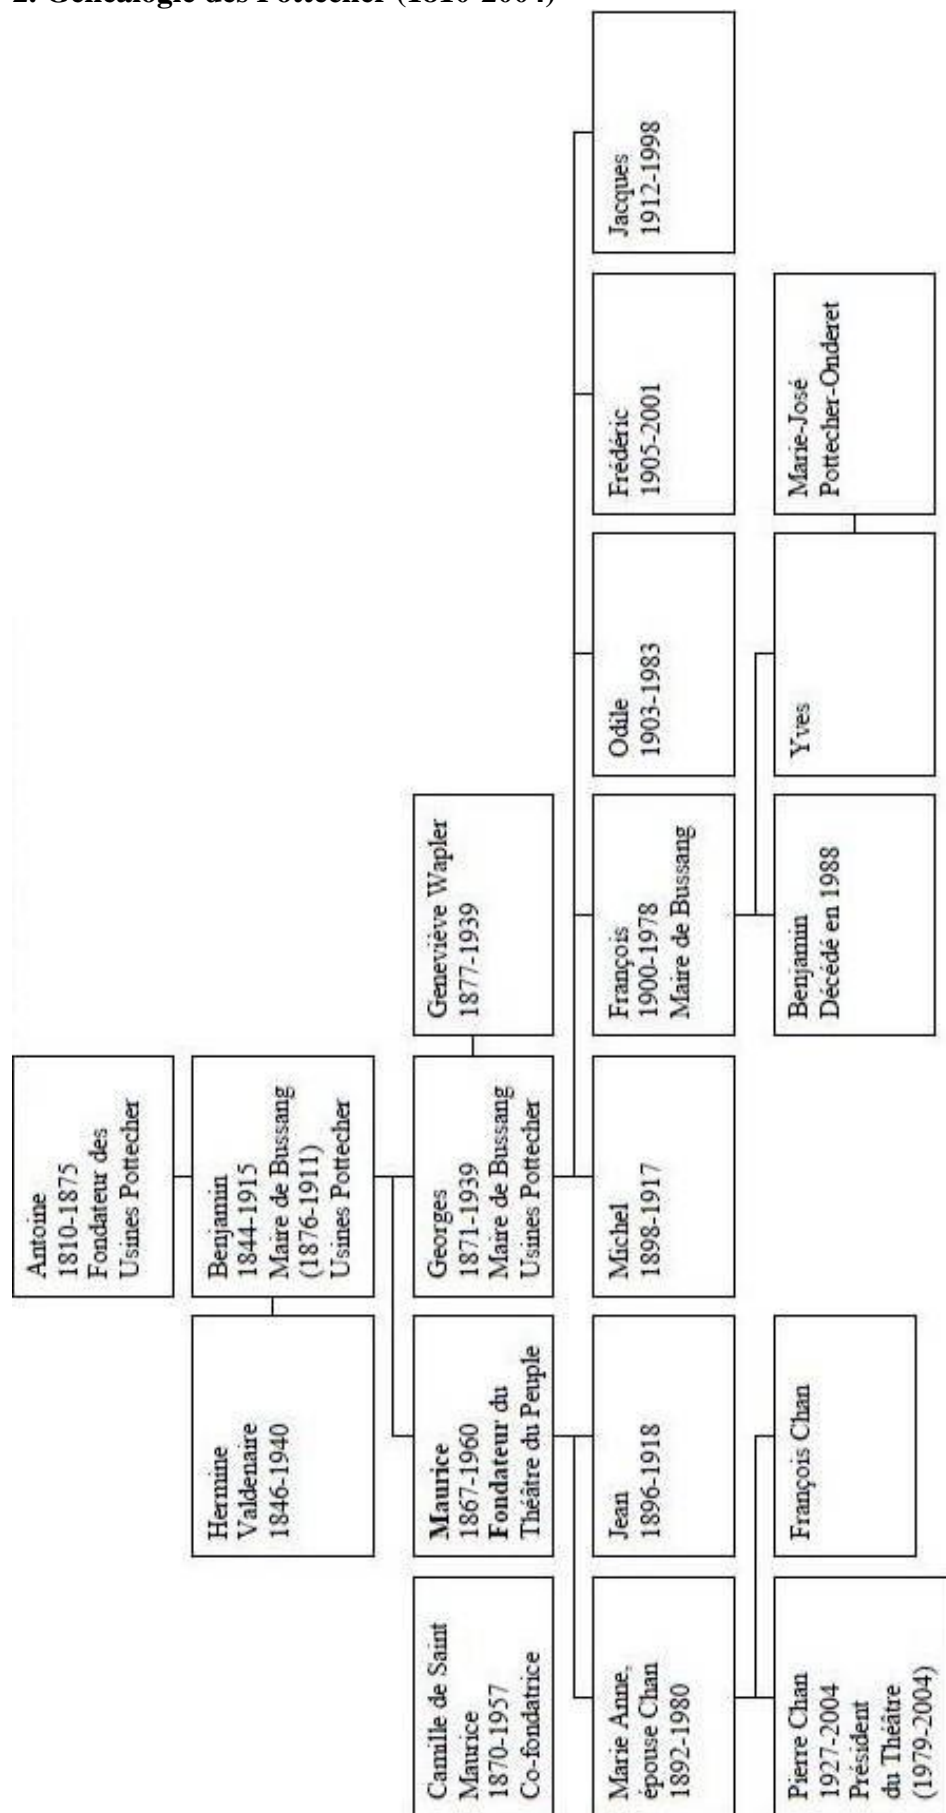 2. Généalogie des Pottecher (1810-2004)
Antoine
1810-1875
Fondateur des
Usines Pottecher
Hermine
Valdenaire
1846-1940
Benjamin
1844-1915
Maire de Bussang
(1876-1911)
Usines Pottecher
Camille de Saint
Maurice
1870-1957
Co-fondatrice
Maurice
1867-1960
Fondateur du
Théâtre du Peuple
Georges
1871-1939
Maire de Bussang
Usines Pottecher
Geneviève Wapler
1877-1939
Marie Anne,
épouse Chan
1892-1980
Jean
1896-1918
Michel
1898-1917
François
1900-1978
Maire de Bussang
Odile
1903-1983
Frédéric
1905-2001
Jacques
1912-1998
Pierre Chan
1927-2004
Président
du Théâtre
(1979-2004)
François Chan
Benjamin
Décédé en 1988
Yves
Marie-José
Pottecher-Onderet